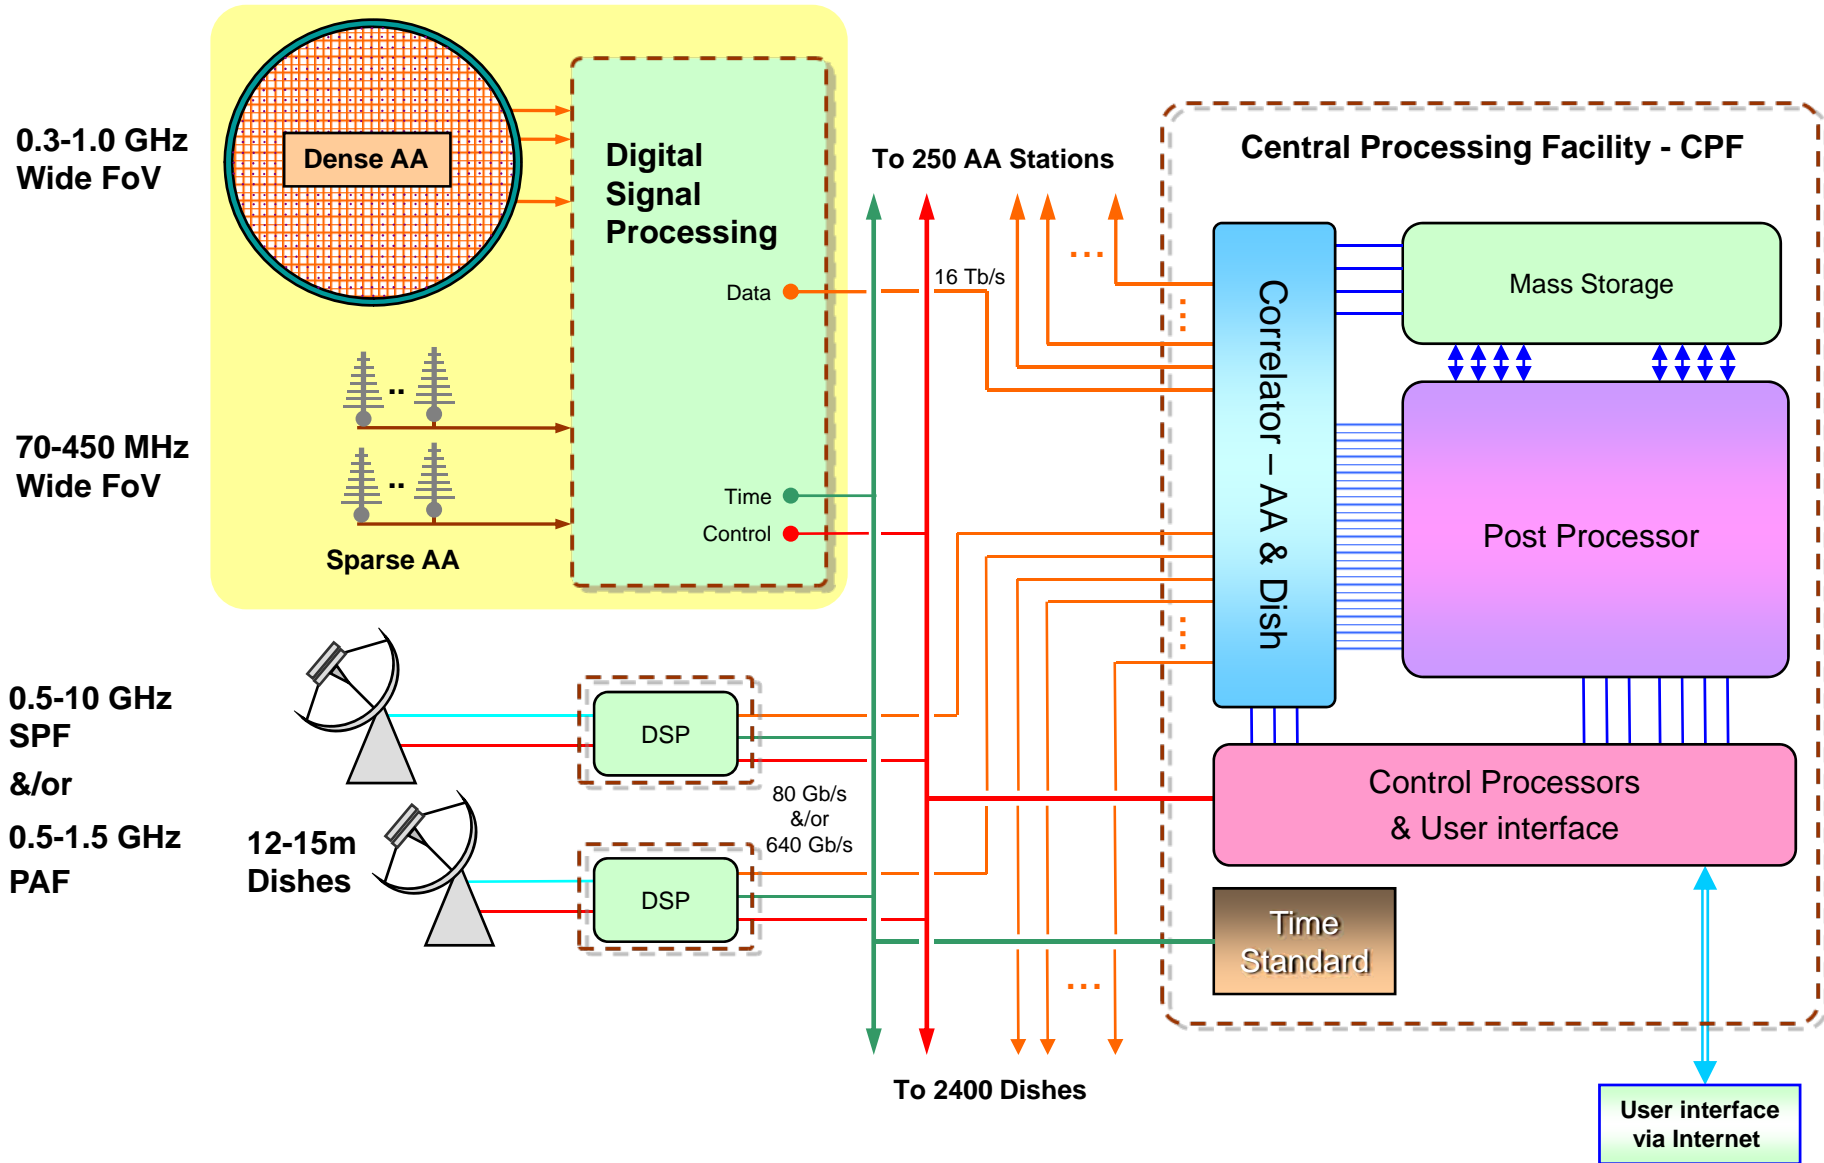 0.3-1.0 GHz
Wide FoV
Dense AA
Digital
Signal
Processing
Data
Time
Control
70-450 MHz
Wide FoV
..
..
Sparse AA
To 250 AA Stations
...
16 Tb/s
Central Processing Facility - CPF
Correlator – AA & Dish
Mass Storage
Post Processor
Control Processors
& User interface
Time
Standard
0.5-10 GHz
SPF
&/or
0.5-1.5 GHz
PAF
12-15m
Dishes
DSP
DSP
80 Gb/s
&/or
640 Gb/s
...
To 2400 Dishes
User interface
via Internet